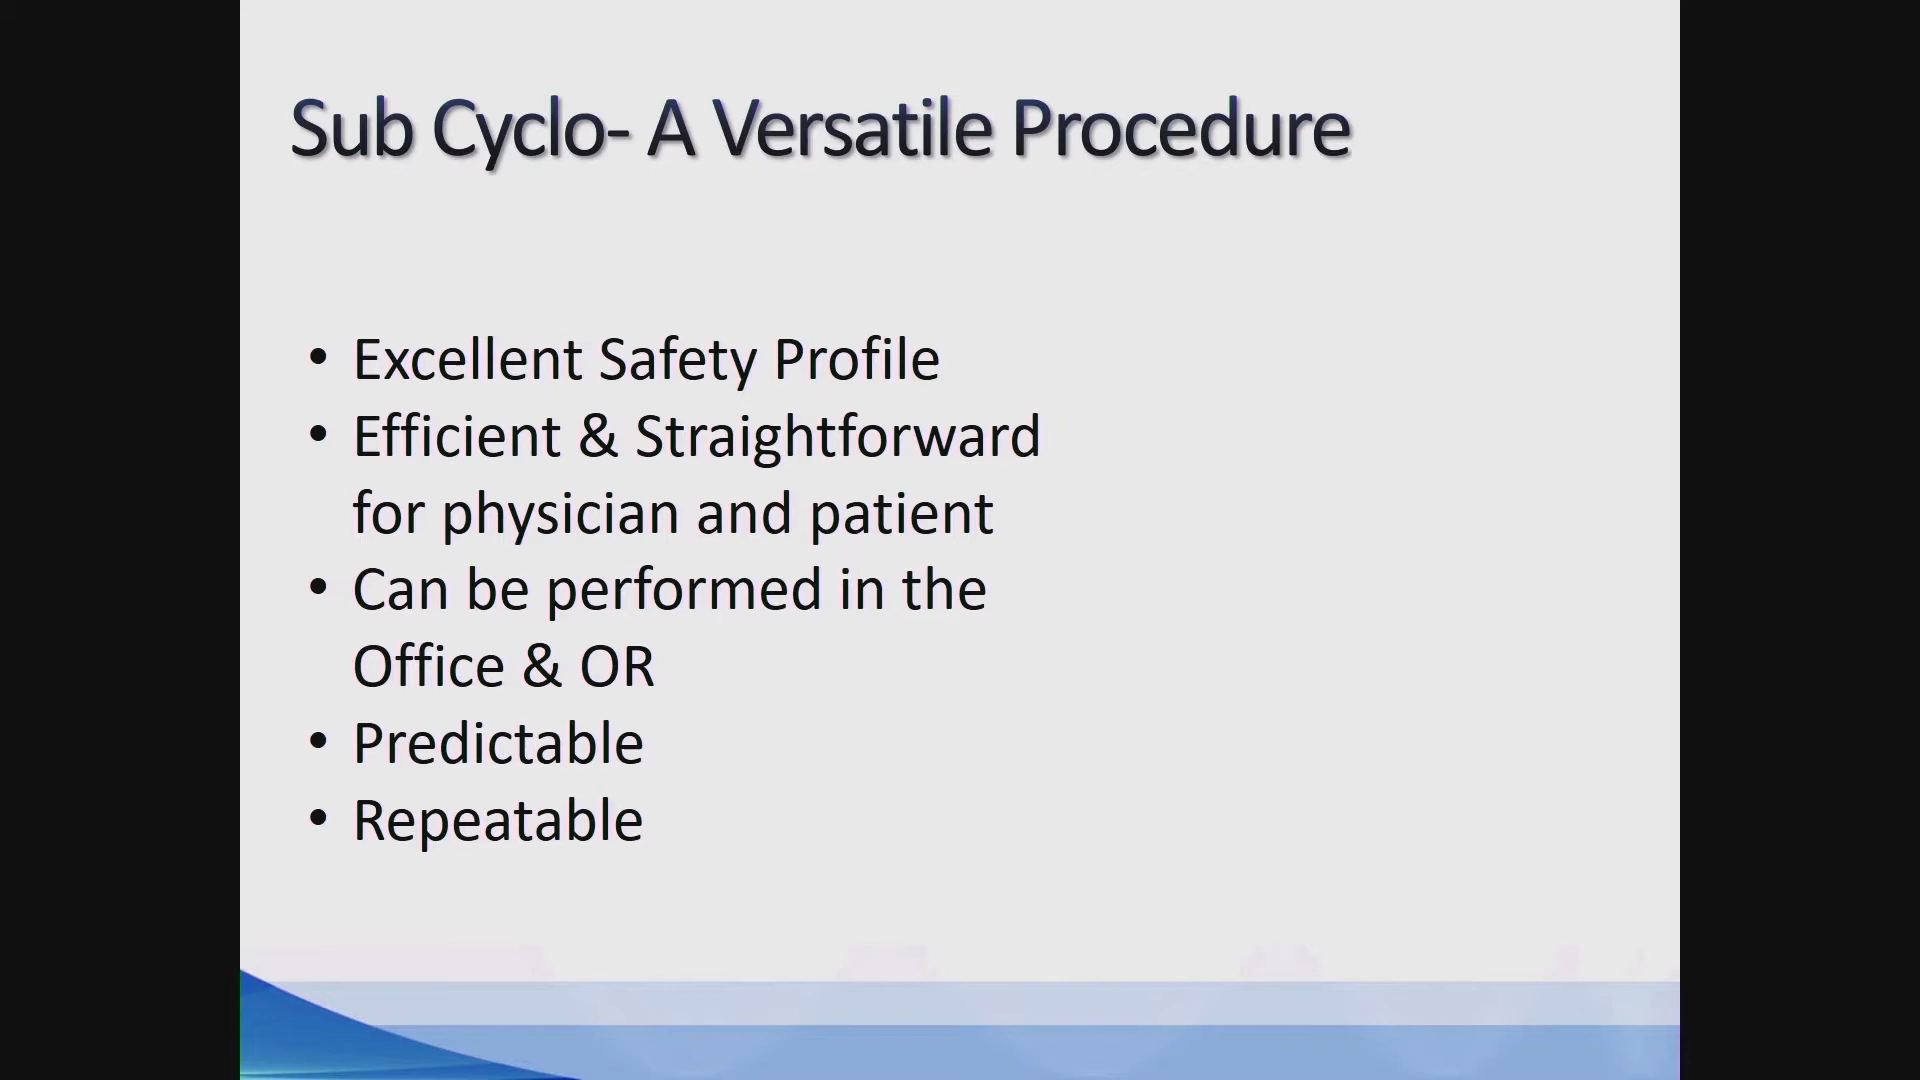 Sub Cyclo- A Versatile Procedure
• Excellent Safety Profile
• Efficient & Straightforward
for physician and patient
• Can be performed in the
Office & OR
• Predictable
• Repeatable